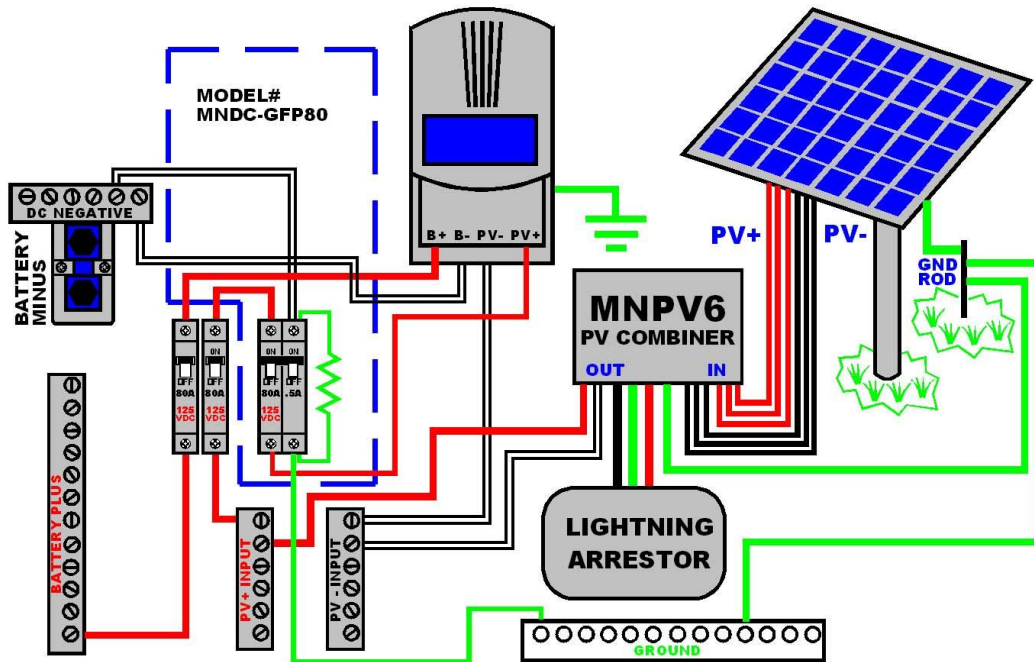 MODEL#
MNDC-GFP80
DC NEGATIVE
BATTERY
MINUS
B+ B- PV- PV+
PV+
PV-
GND
ROD
MNPV6
PV COMBINER
OUT
IN
OFF
80A
125
VDC
ON
OFF
80A
125
VDC
ON
OFF
80A
125
VDC
ON
OFF
.5A
BATTERY PLUS
PV+ INPUT
PV -INPUT
LIGHTNING
ARRESTOR
GROUND